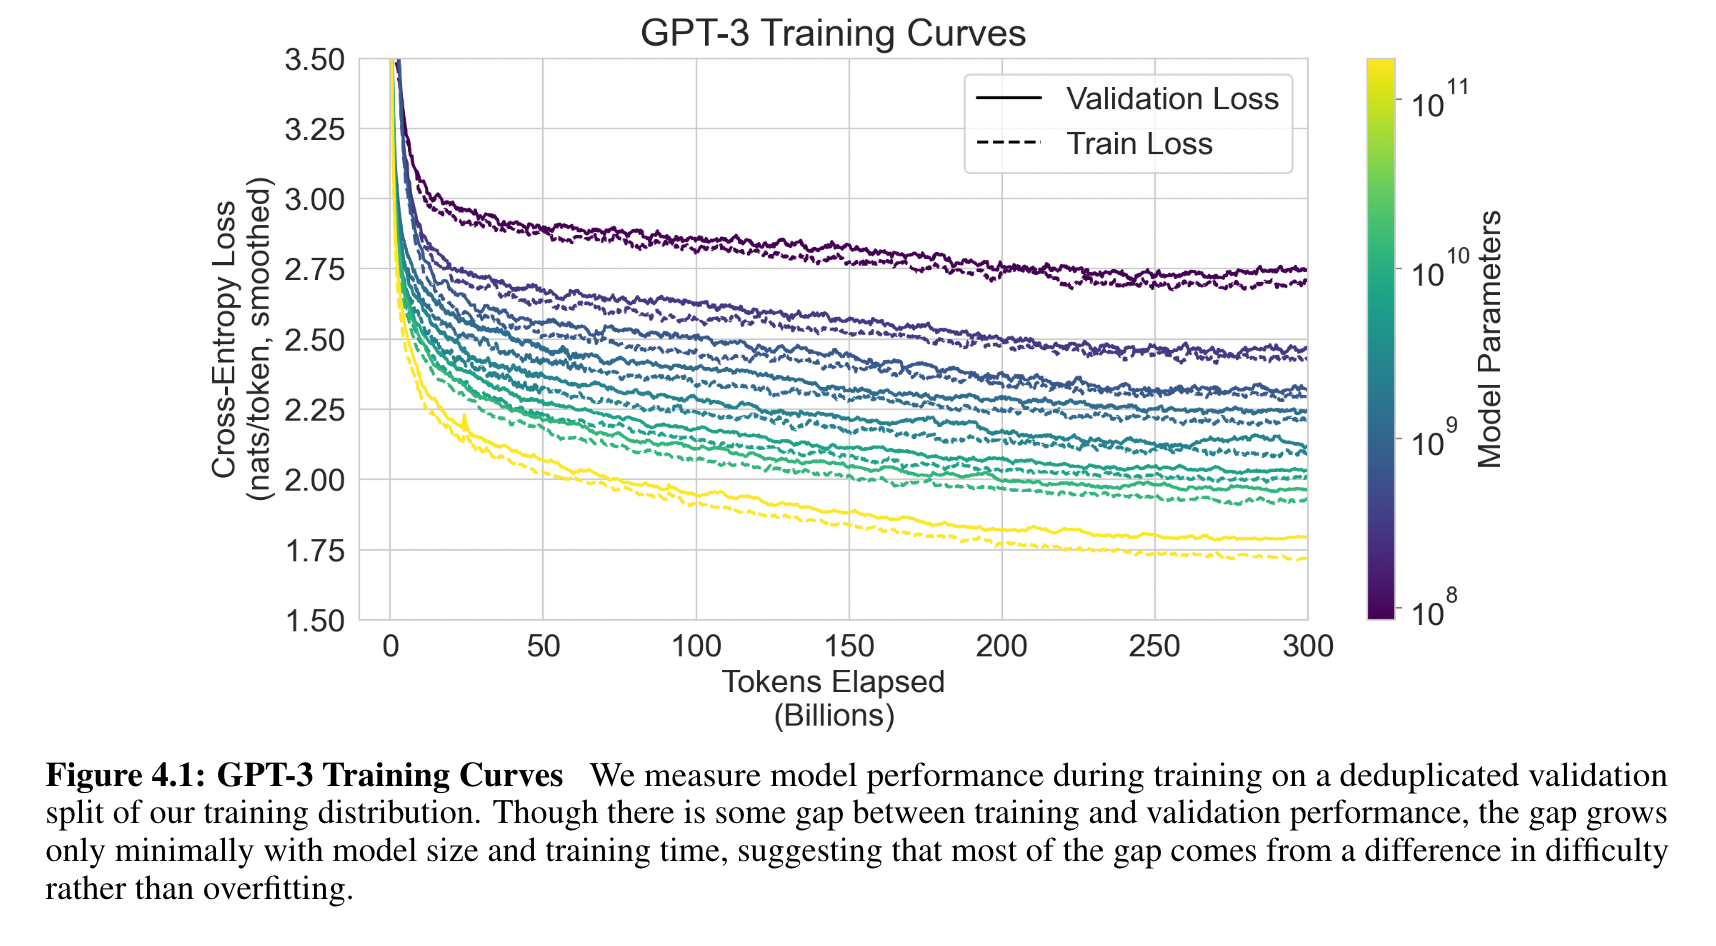 GPT-3 Training Curves
3.50
3.25
3.00
2.75
2.50
2.25
2.00
1.75
1.50
Cross-Entropy Loss
(nats/token, smoothed)
Validation Loss
Train Loss
0 50 100 150 200 250 300
Tokens Elapsed
(Billions)
10^11
10^10
10^9
10^8
Model Parameters
Figure 4.1: GPT-3 Training Curves We measure model performance during training on a deduplicated validation
split of our training distribution. Though there is some gap between training and validation performance, the gap grows
only minimally with model size and training time, suggesting that most of the gap comes from a difference in difficulty
rather than overfitting.